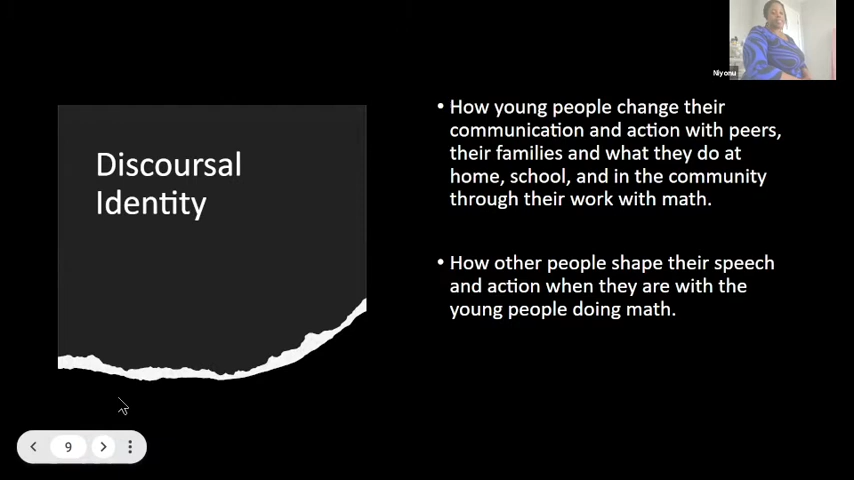 Niyonu
Discoursal
Identity
• How young people change their
communication and action with peers,
their families and what they do at
home, school, and in the community
through their work with math.
• How other people shape their speech
and action when they are with the
young people doing math.
9